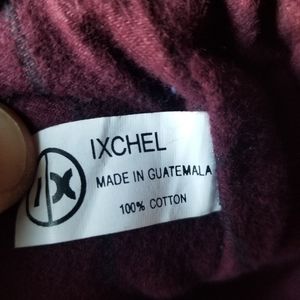 IX
IXCHEL
MADE IN GUATEMALA
100% COTTON